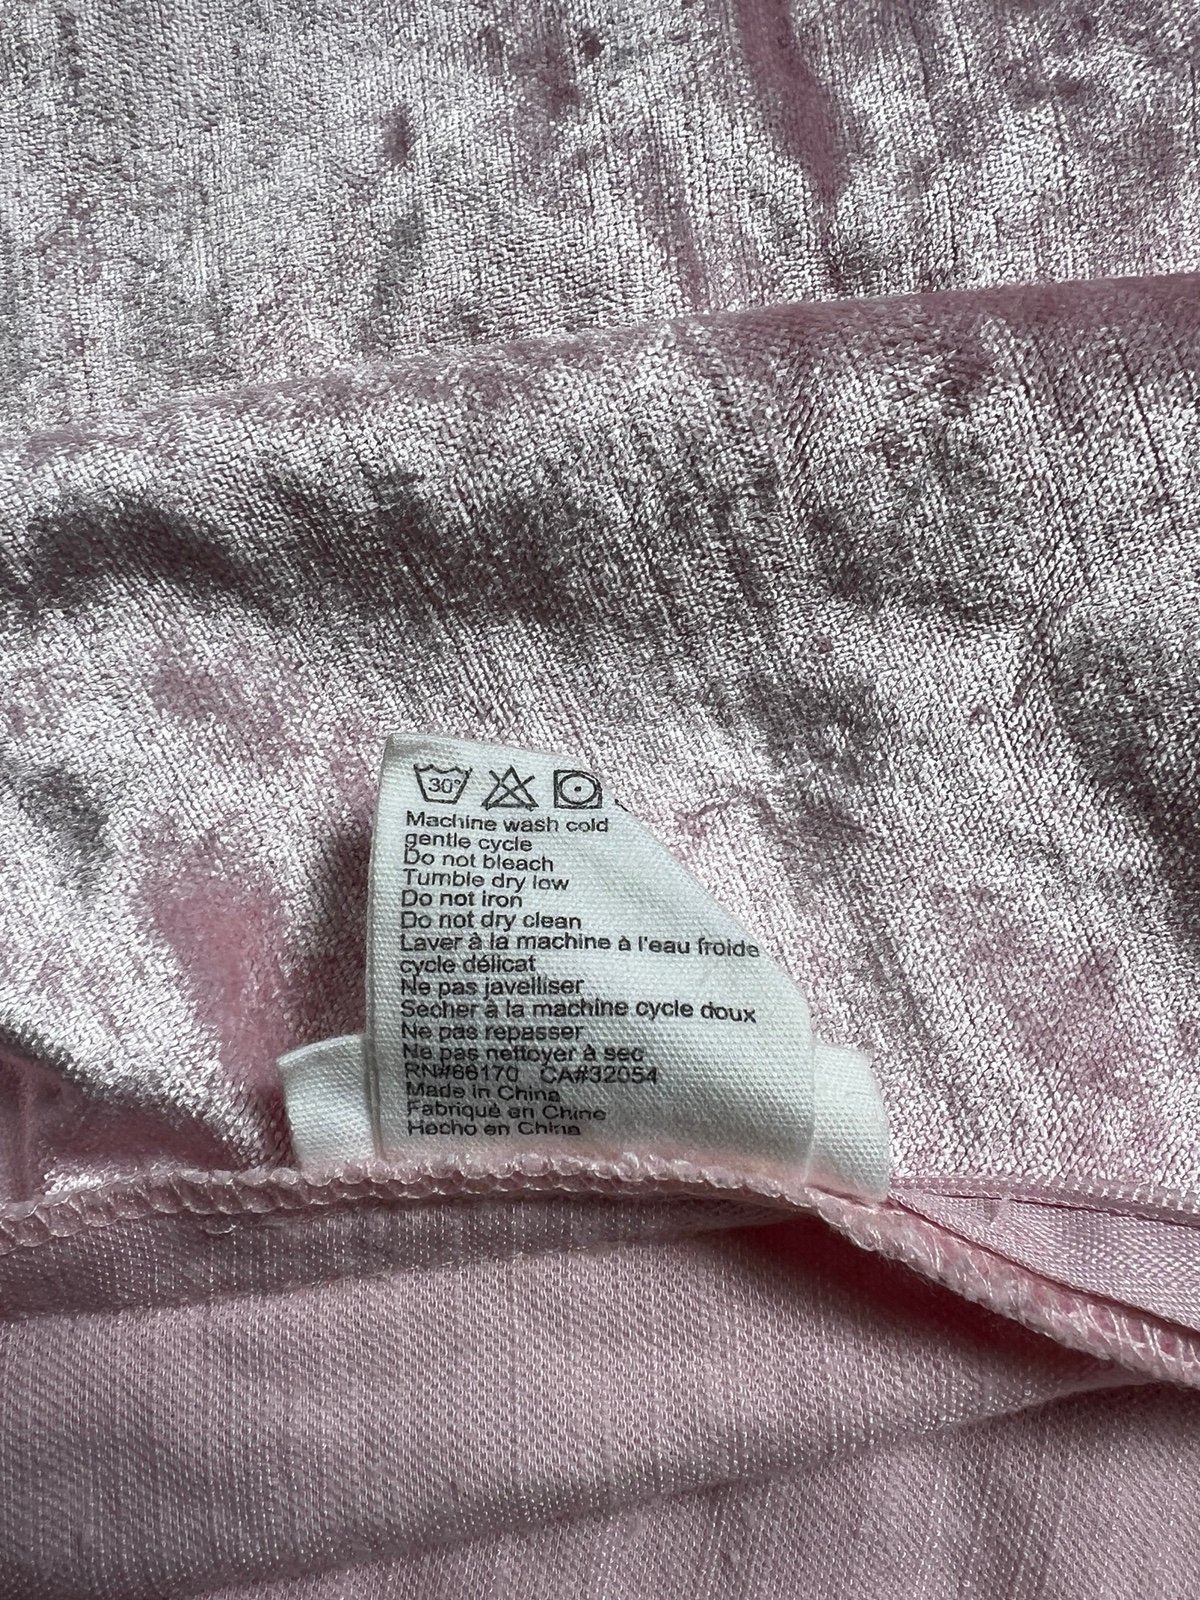 30°
Machine wash cold
gentle cycle
Do not bleach
Tumble dry low
Do not iron
Do not dry clean
Laver à la machine à l'eau froide
cycle délicat
Ne pas javelliser
Secher à la machine cycle doux
Ne pas repasser
Ne pas nettoyer à sec
RN#66170 CA#32054
Made in China
Fabriqué en Chine
Hecho en China